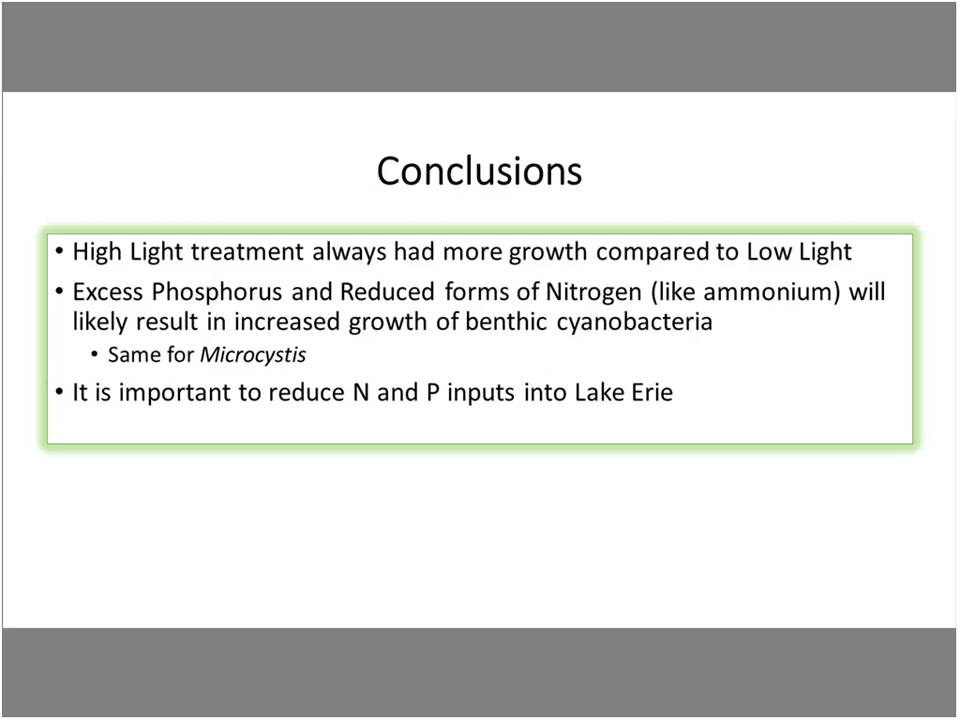 Conclusions
• High Light treatment always had more growth compared to Low Light
• Excess Phosphorus and Reduced forms of Nitrogen (like ammonium) will
likely result in increased growth of benthic cyanobacteria
• Same for Microcystis
• It is important to reduce N and P inputs into Lake Erie